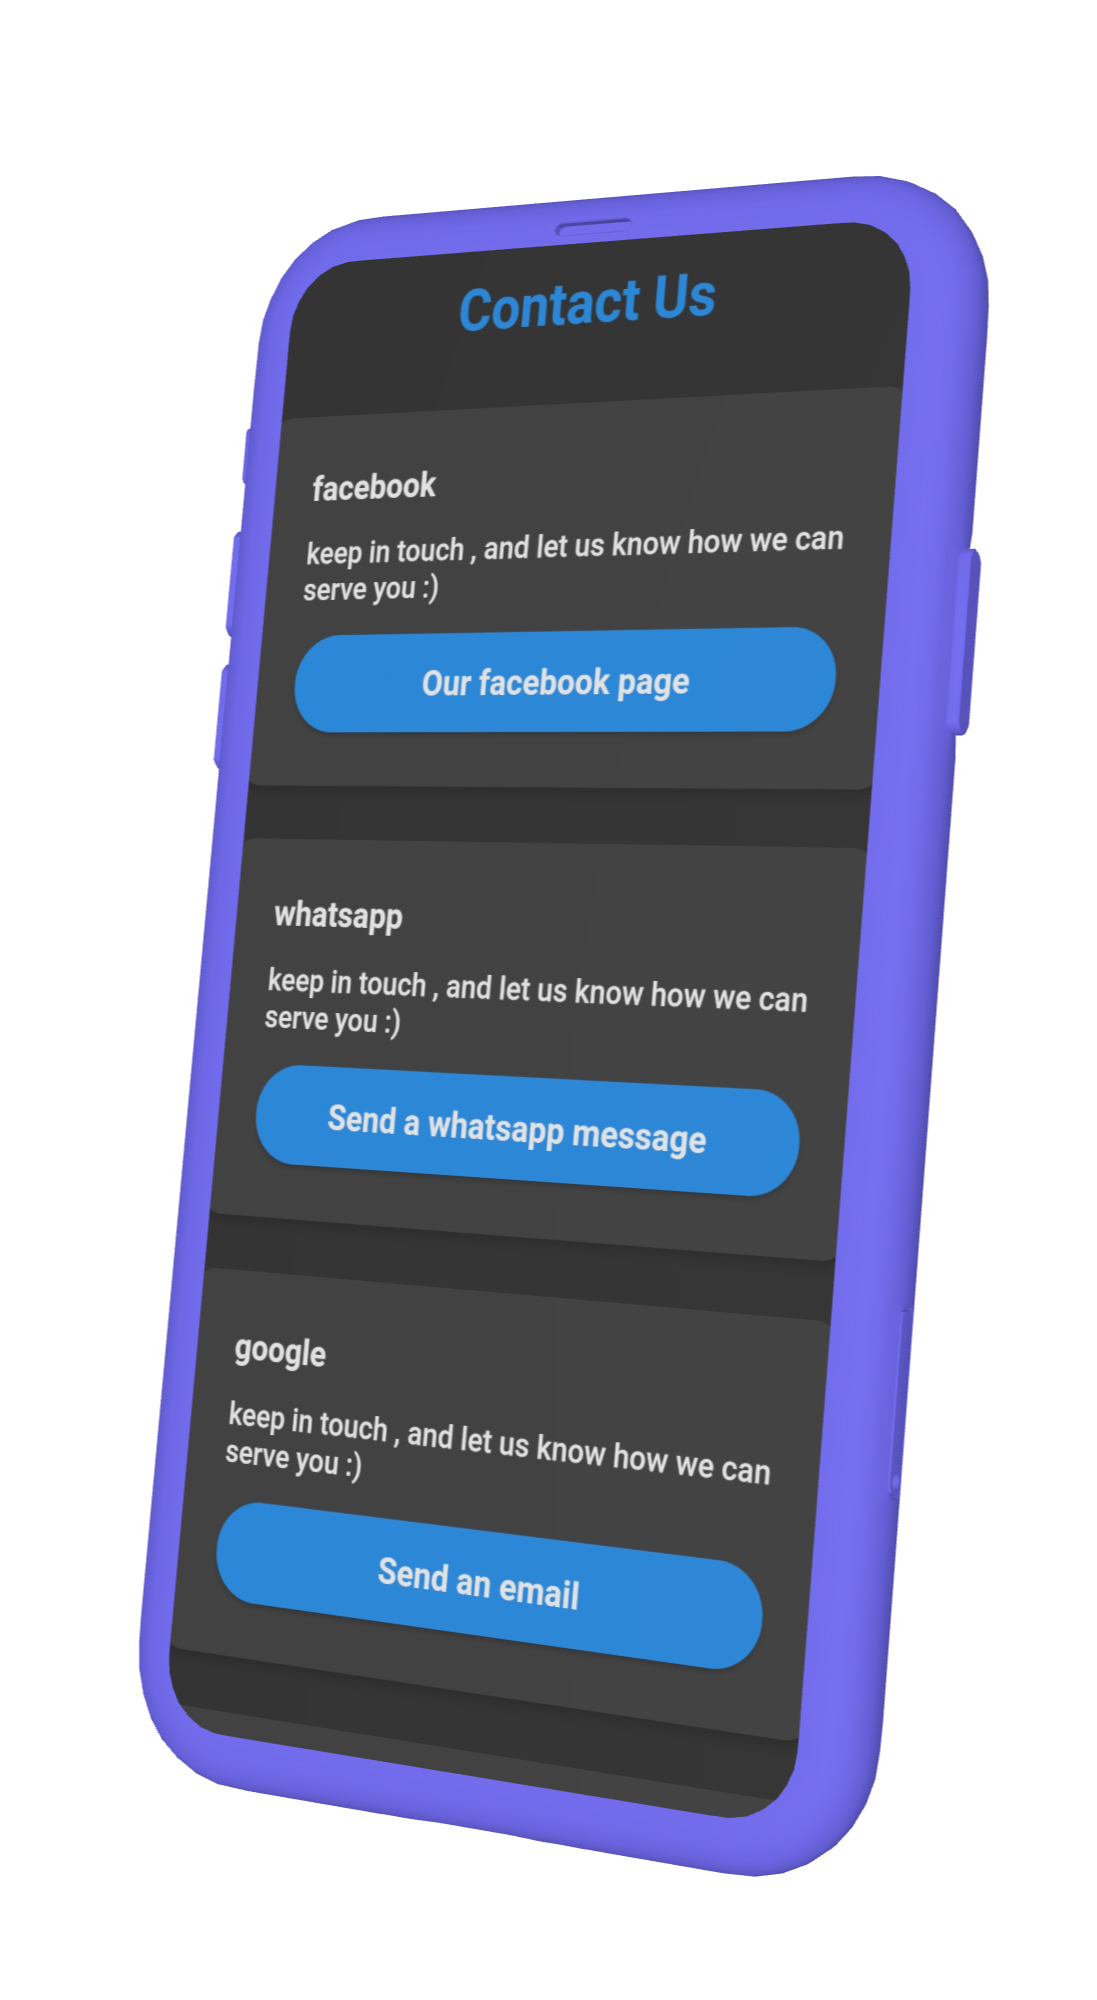 Contact Us
facebook
keep in touch , and let us know how we can
serve you :)
Our facebook page
whatsapp
keep in touch , and let us know how we can
serve you :)
Send a whatsapp message
google
keep in touch , and let us know how we can
serve you :)
Send an email